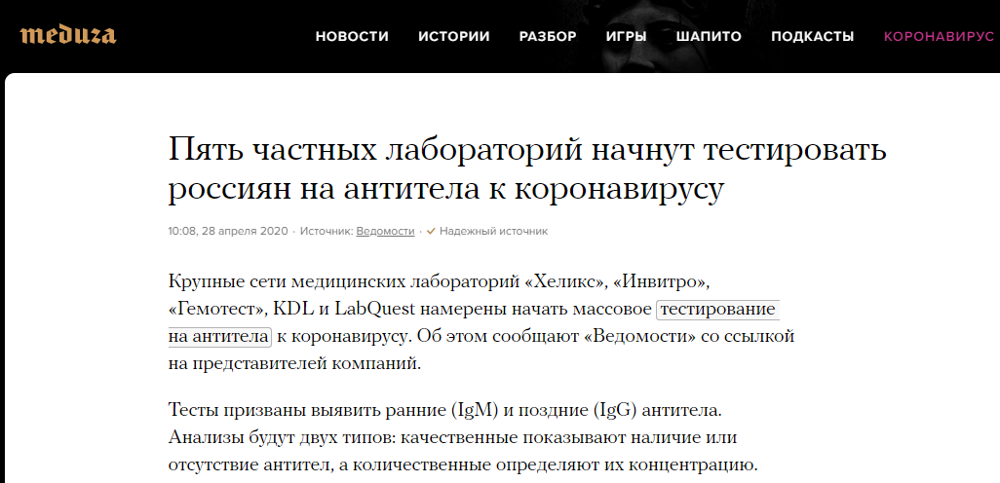 meduza
НОВОСТИ ИСТОРИИ РАЗБОР ИГРЫ ШАПИТО ПОДКАСТЫ КОРОНАВИРУС
Пять частных лабораторий начнут тестировать
россиян на антитела к коронавирусу
10:08, 28 апреля 2020 · Источник: Ведомости · ✓ Надежный источник
Крупные сети медицинских лабораторий «Хеликс», «Инвитро»,
«Гемотест», KDL и LabQuest намерены начать массовое тестирование
на антитела к коронавирусу. Об этом сообщают «Ведомости» со ссылкой
на представителей компаний.
Тесты призваны выявить ранние (IgM) и поздние (IgG) антитела.
Анализы будут двух типов: качественные показывают наличие или
отсутствие антител, а количественные определяют их концентрацию.